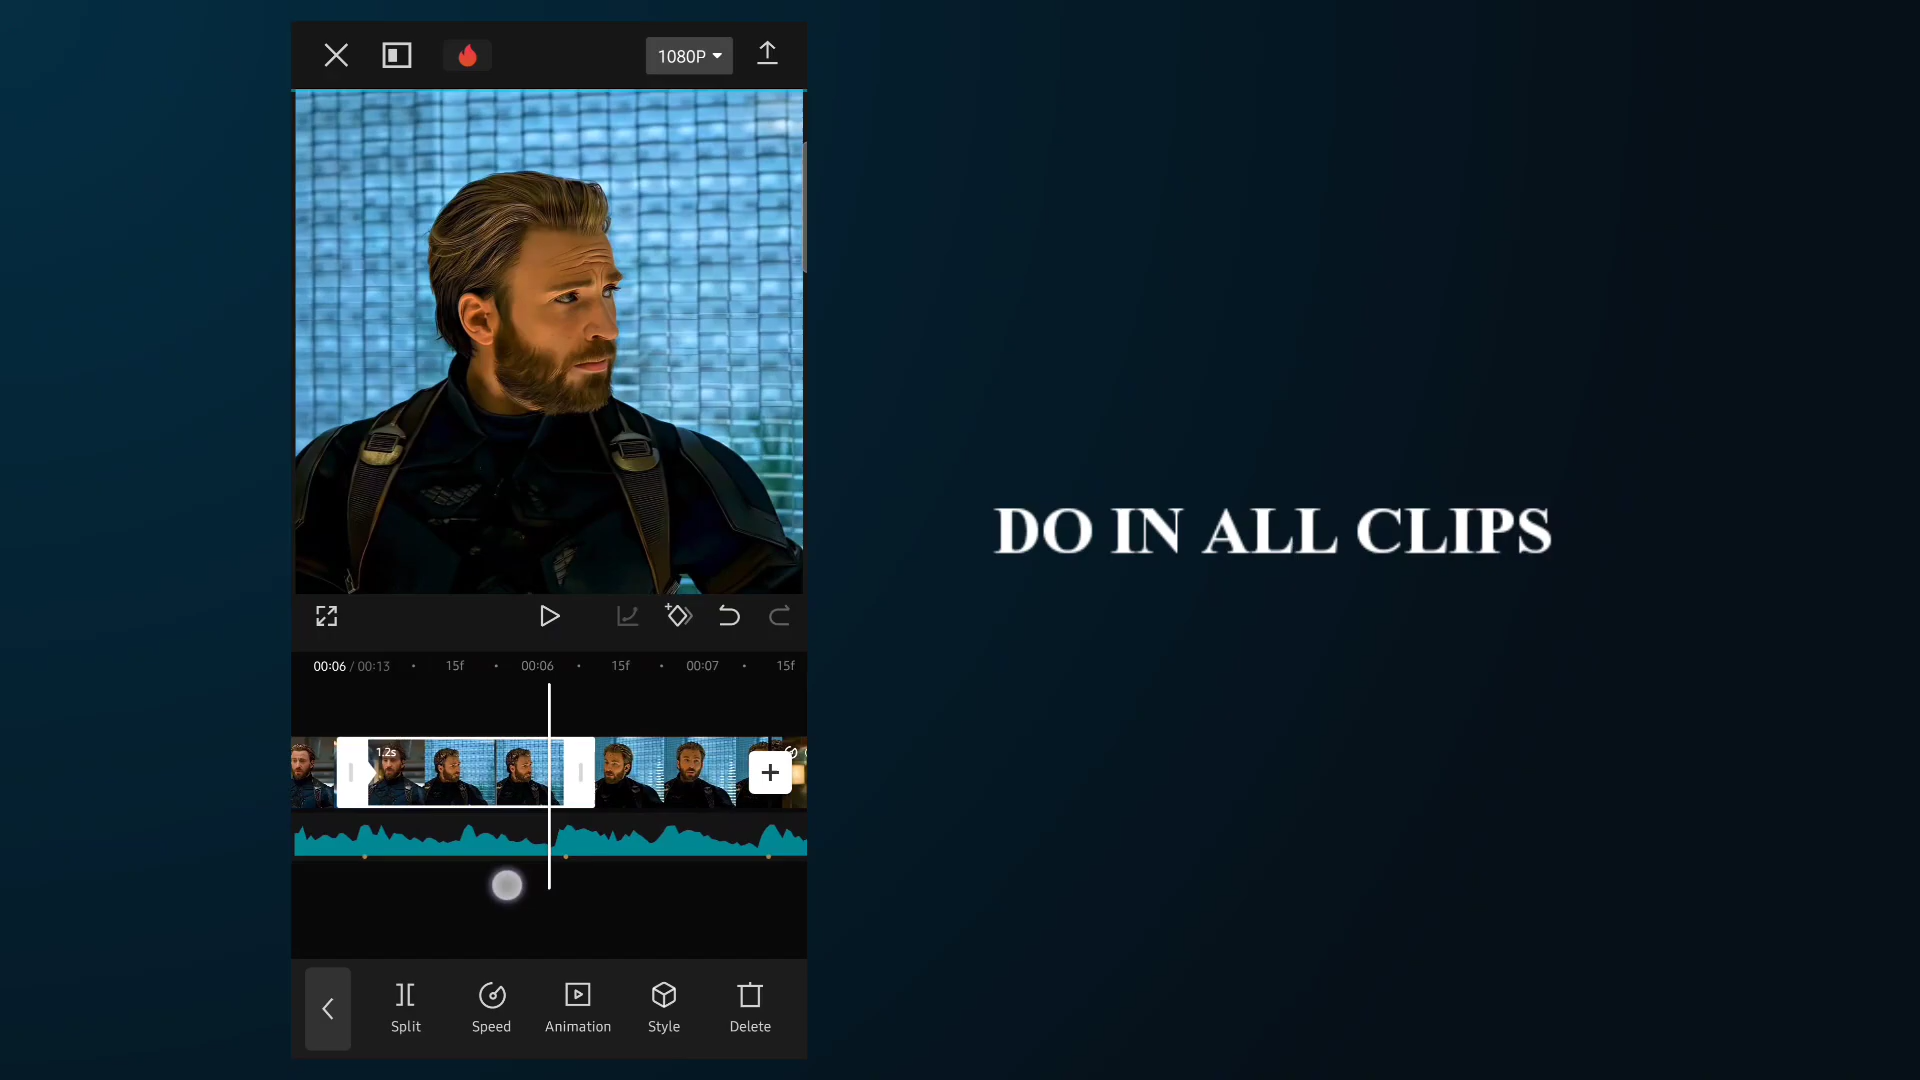 1080P
00:06 / 00:13 15f 00:06 15f 00:07 15f
1.2s
Split Speed Animation Style Delete
DO IN ALL CLIPS